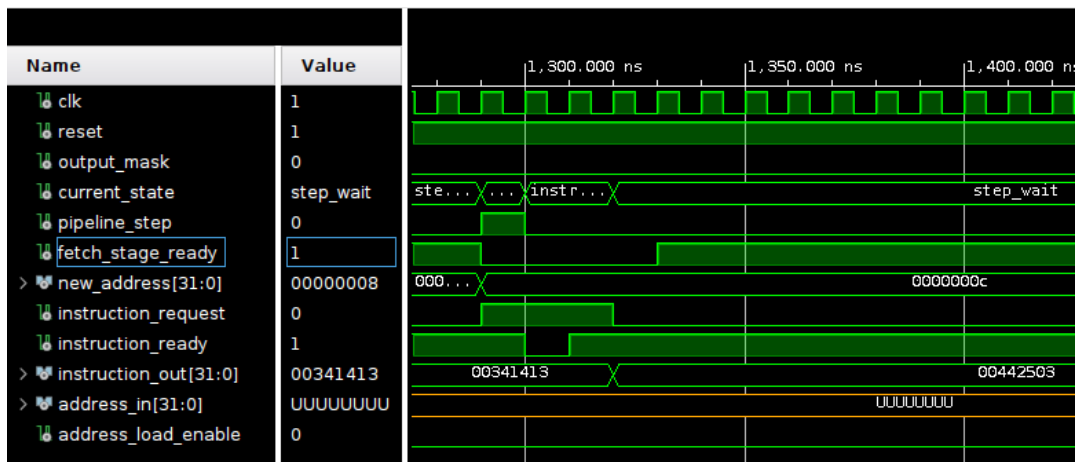 Name Value
1,300.000 ns 1,350.000 ns 1,400.000 ns
clk 1
reset 1
output_mask 0
current_state step_wait ste... ... instr... step_wait
pipeline_step 0
fetch_stage_ready 1
new_address[31:0] 00000008 000... 0000000c
instruction_request 0
instruction_ready 1
instruction_out[31:0] 00341413 00341413 00442503
address_in[31:0] UUUUUUUU UUUUUUUU
address_load_enable 0